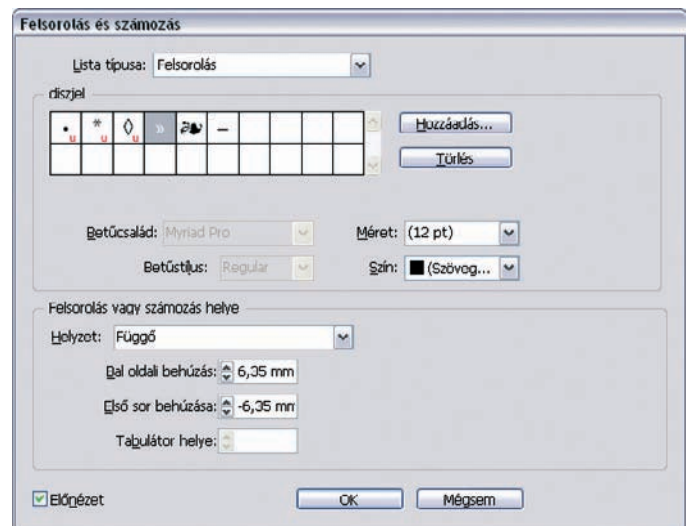 Felsorolás és számozás
Lista típusa: Felsorolás
díszjel
• u * u ◊ u » –
Hozzáadás...
Törlés
Betűcsalád: Myriad Pro Méret: (12 pt)
Betűstílus: Regular Szín: (Szöveg...
Felsorolás vagy számozás helye
Helyzet: Függő
Bal oldali behúzás: 6,35 mm
Első sor behúzása: -6,35 mm
Tabulátor helye:
Előnézet OK Mégsem